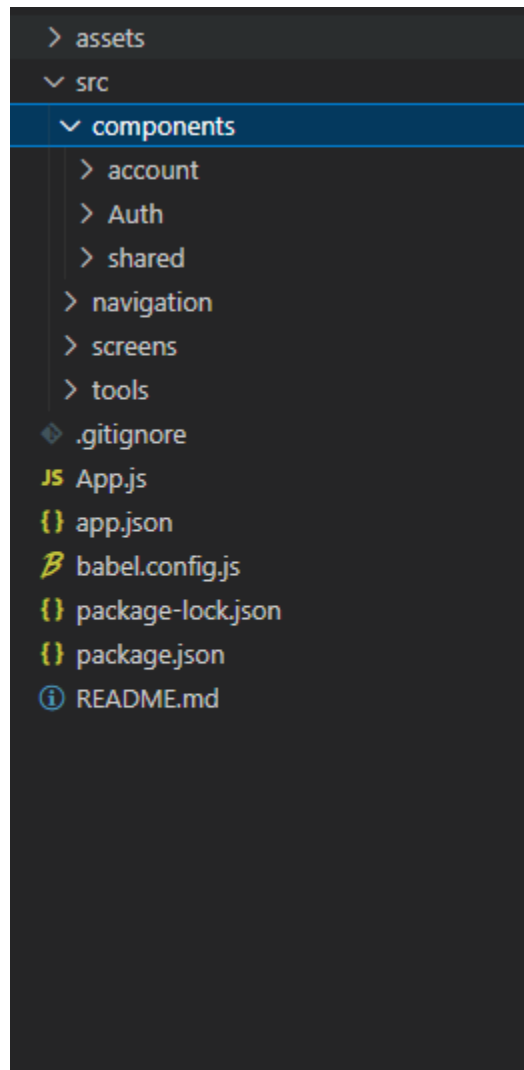 assets
src
components
account
Auth
shared
navigation
screens
tools
.gitignore
JS App.js
{} app.json
B babel.config.js
{} package-lock.json
{} package.json
README.md